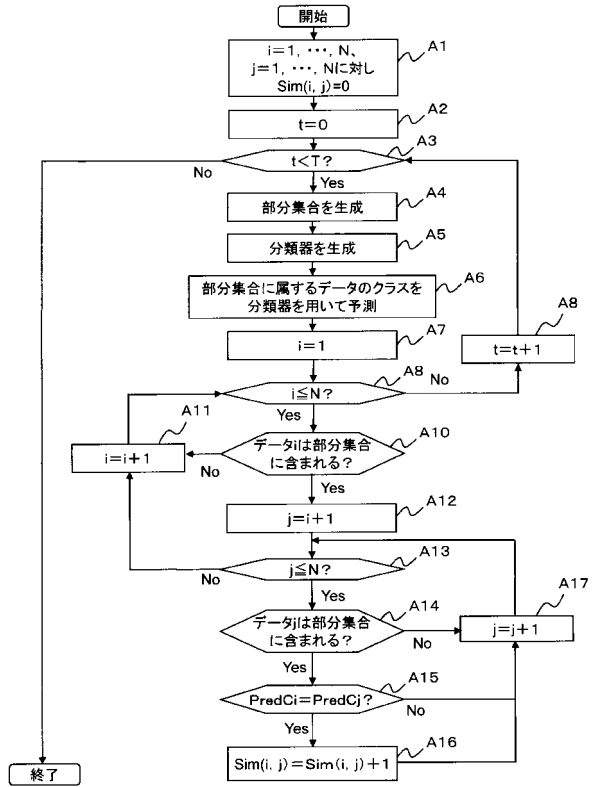 開始
i=1, ･･･, N、
j=1, ･･･, Nに対し
Sim(i, j)=0
A1
t=0
A2
t<T?
A3
No
Yes
部分集合を生成
A4
分類器を生成
A5
部分集合に属するデータのクラスを
分類器を用いて予測
A6
i=1
A7
t=t+1
A8
i≦N?
A8
No
Yes
i=i+1
A11
データiは部分集合
に含まれる?
A10
No
Yes
j=i+1
A12
j≦N?
A13
No
Yes
データjは部分集合
に含まれる?
A14
No
j=j+1
A17
Yes
PredCi=PredCj?
A15
No
Yes
Sim(i, j)=Sim(i, j)+1
A16
終了